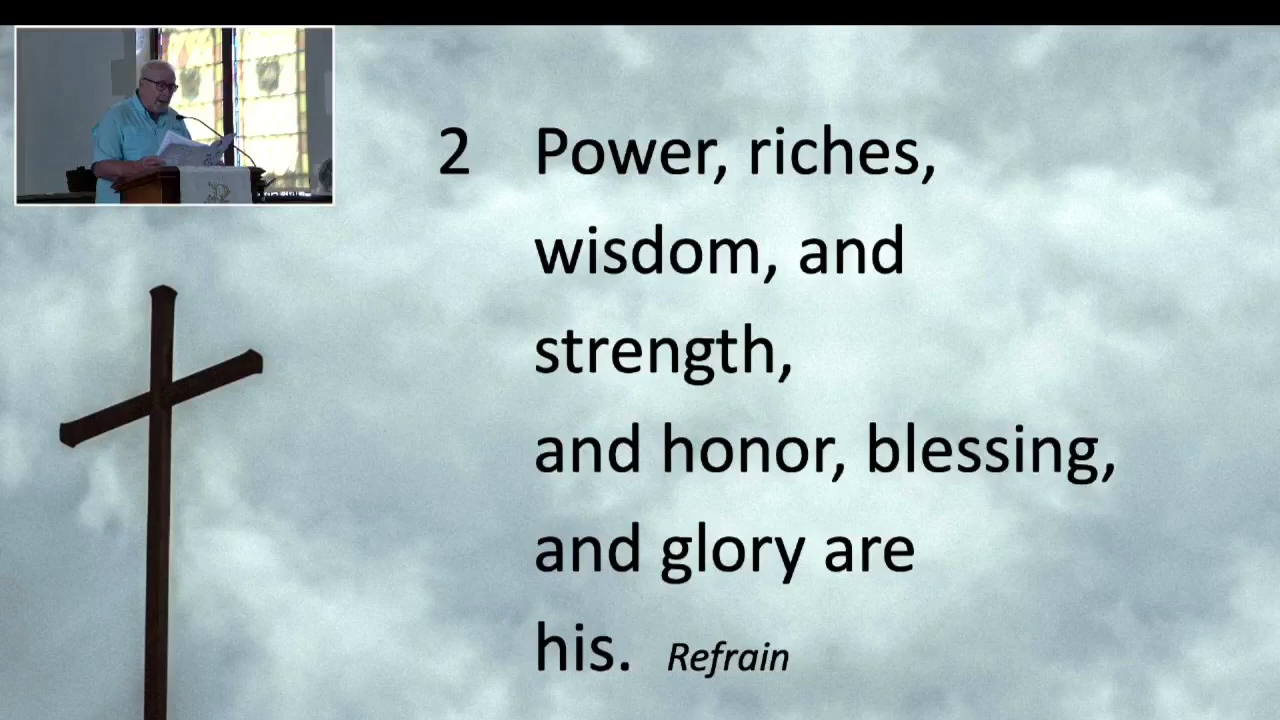 2 Power, riches,
wisdom, and
strength,
and honor, blessing,
and glory are
his. Refrain